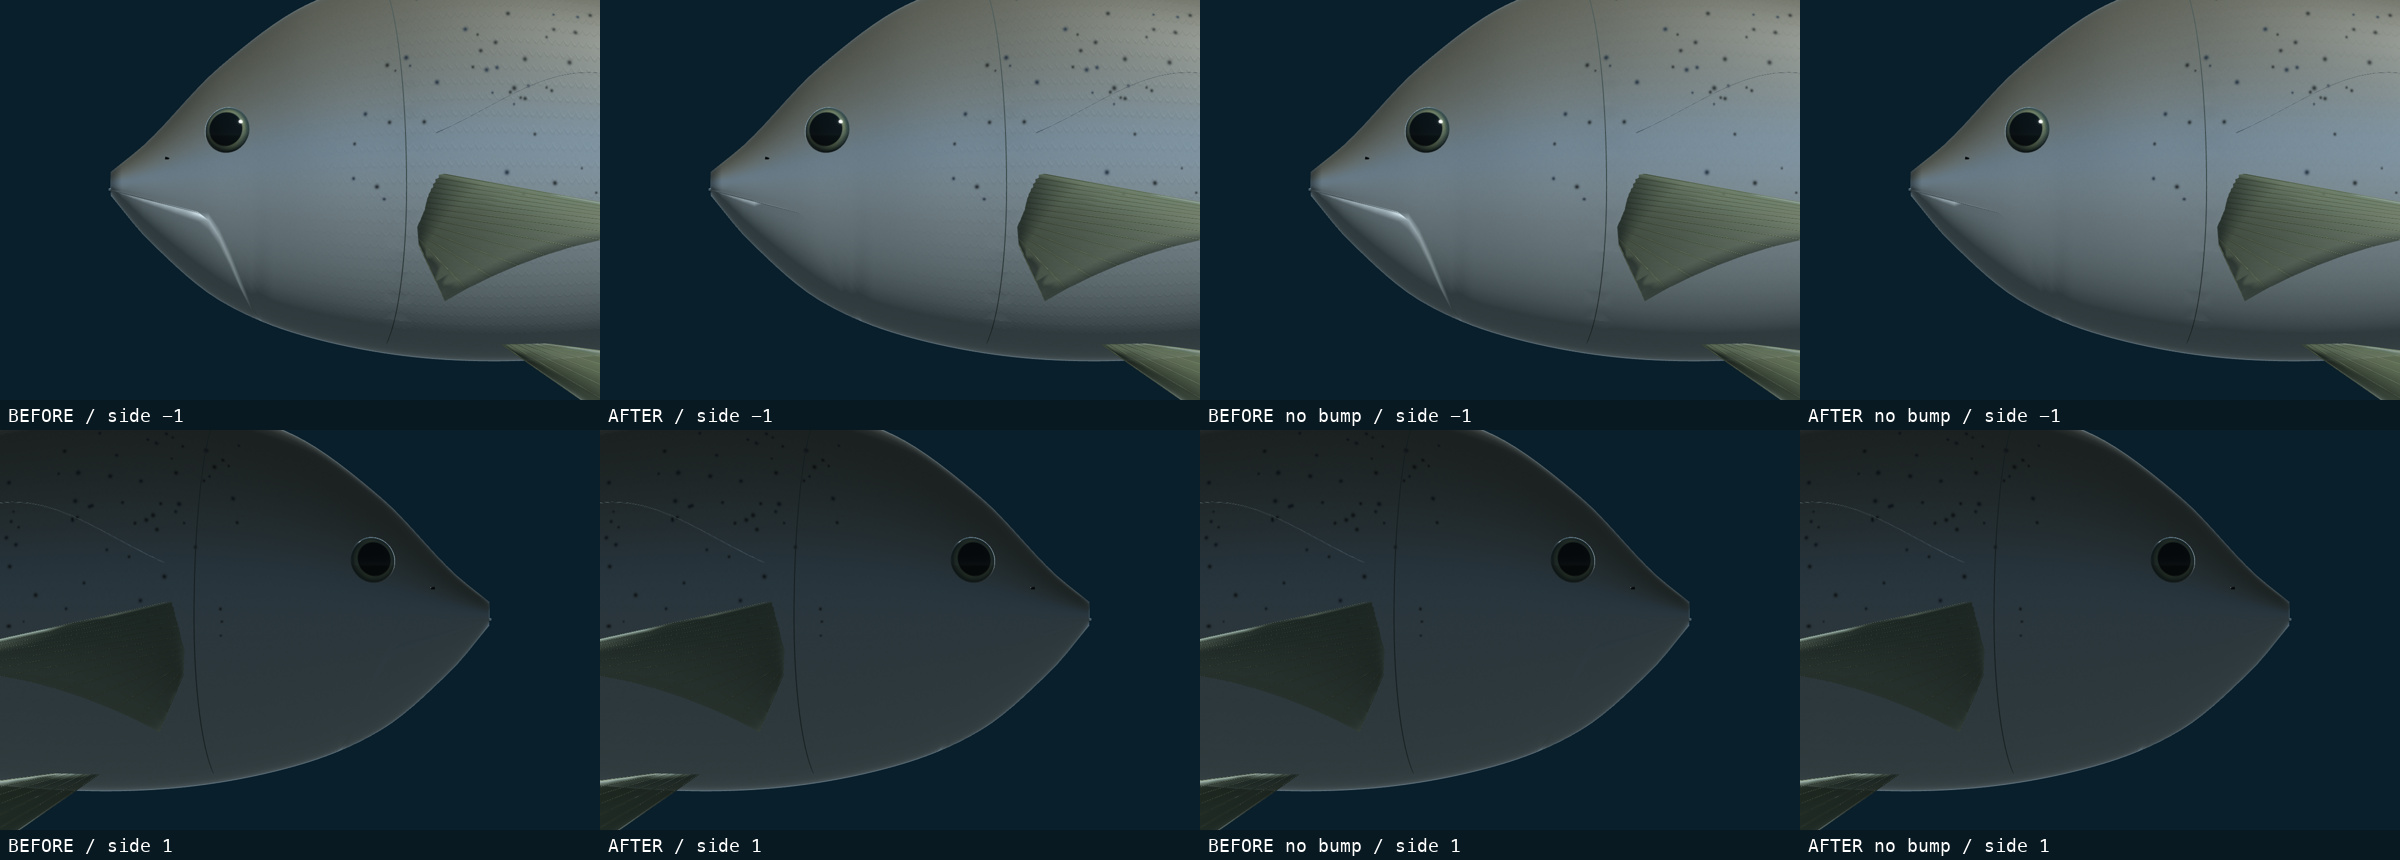 BEFORE / side −1
AFTER / side −1
BEFORE no bump / side −1
AFTER no bump / side −1
BEFORE / side 1
AFTER / side 1
BEFORE no bump / side 1
AFTER no bump / side 1